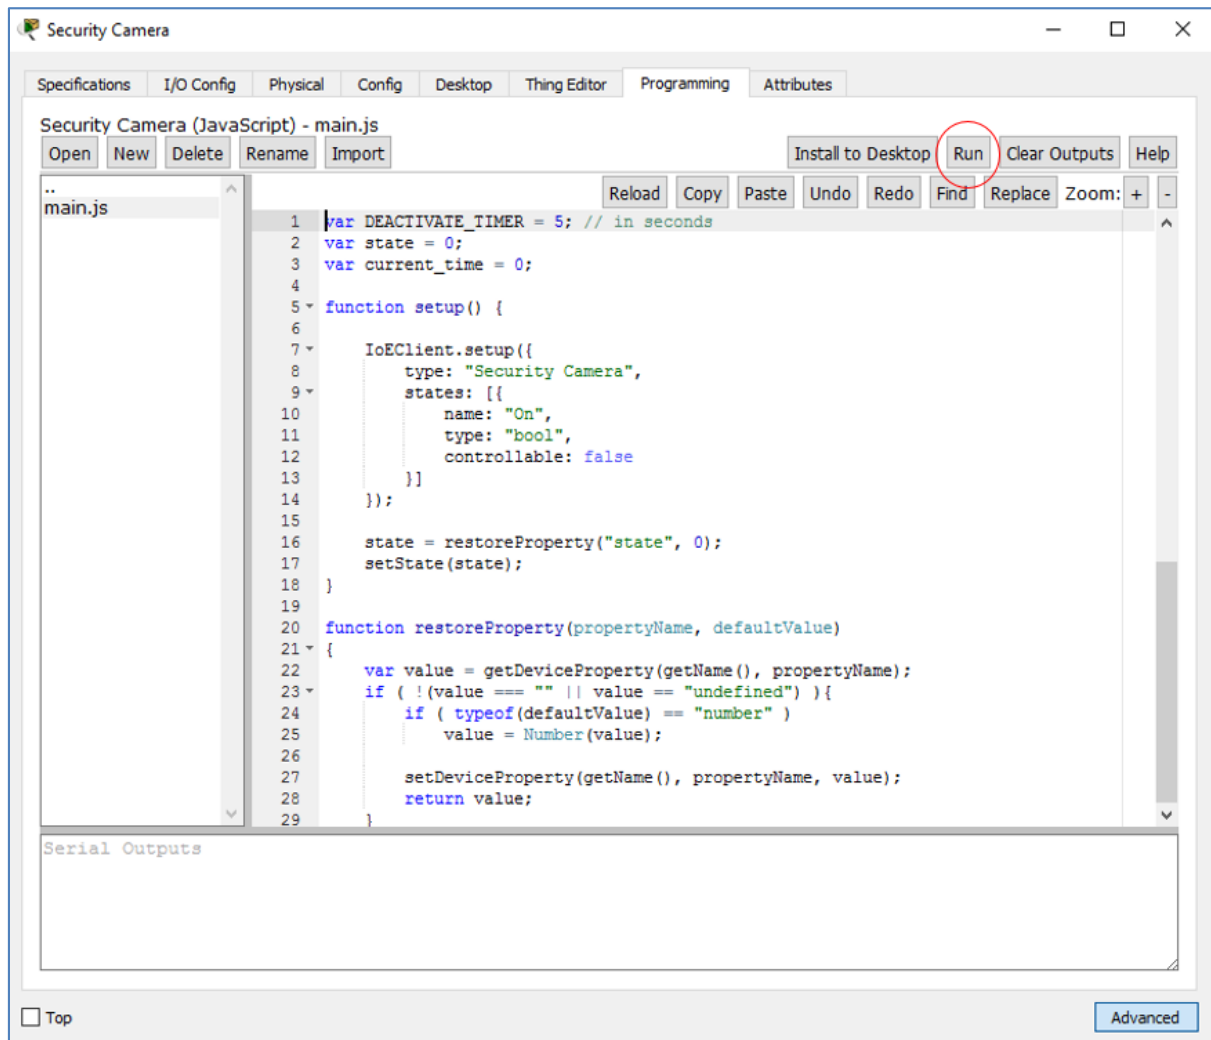 Security Camera
Specifications I/O Config Physical Config Desktop Thing Editor Programming Attributes
Security Camera (JavaScript) - main.js
Open New Delete Rename Import Install to Desktop Run Clear Outputs Help
Reload Copy Paste Undo Redo Find Replace Zoom: + -
..
main.js
1 var DEACTIVATE_TIMER = 5; // in seconds
2 var state = 0;
3 var current_time = 0;
4
5 function setup() {
6
7     IoEClient.setup({
8         type: "Security Camera",
9         states: [{
10             name: "On",
11             type: "bool",
12             controllable: false
13         }]
14     });
15
16     state = restoreProperty("state", 0);
17     setState(state);
18 }
19
20 function restoreProperty(propertyName, defaultValue)
21 {
22     var value = getDeviceProperty(getName(), propertyName);
23     if ( !(value === "" || value == "undefined") ){
24         if ( typeof(defaultValue) == "number" )
25             value = Number(value);
26
27         setDeviceProperty(getName(), propertyName, value);
28         return value;
29     }
Serial Outputs
Top Advanced